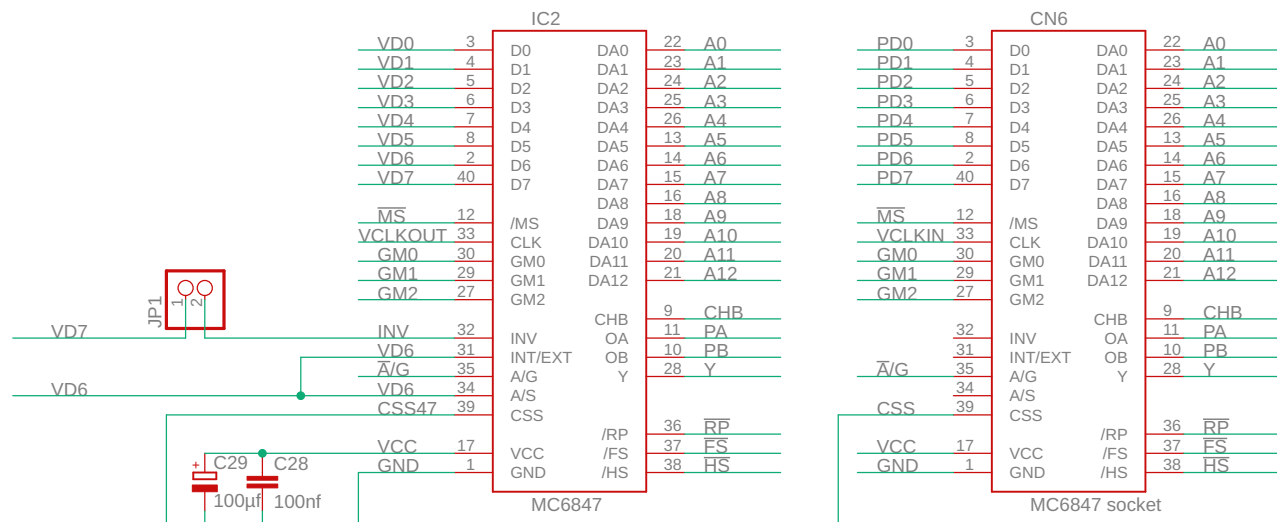 IC2 CN6
VD0 3 D0 DA0 22 A0 PD0 3 D0 DA0 22 A0
VD1 4 D1 DA1 23 A1 PD1 4 D1 DA1 23 A1
VD2 5 D2 DA2 24 A2 PD2 5 D2 DA2 24 A2
VD3 6 D3 DA3 25 A3 PD3 6 D3 DA3 25 A3
VD4 7 D4 DA4 26 A4 PD4 7 D4 DA4 26 A4
VD5 8 D5 DA5 13 A5 PD5 8 D5 DA5 13 A5
VD6 2 D6 DA6 14 A6 PD6 2 D6 DA6 14 A6
VD7 40 D7 DA7 15 A7 PD7 40 D7 DA7 15 A7
DA8 16 A8 DA8 16 A8
M̅S̅ 12 /MS DA9 18 A9 M̅S̅ 12 /MS DA9 18 A9
VCLKOUT 33 CLK DA10 19 A10 VCLKIN 33 CLK DA10 19 A10
GM0 30 GM0 DA11 20 A11 GM0 30 GM0 DA11 20 A11
GM1 29 GM1 DA12 21 A12 GM1 29 GM1 DA12 21 A12
GM2 27 GM2 GM2 27 GM2
JP1 1 2
CHB 9 CHB CHB 9 CHB
VD7 INV 32 INV OA 11 PA 32 INV OA 11 PA
VD6 31 INT/EXT OB 10 PB 31 INT/EXT OB 10 PB
A̅/G 35 A/G Y 28 Y A̅/G 35 A/G Y 28 Y
VD6 VD6 34 A/S 34 A/S
CSS47 39 CSS CSS 39 CSS
/RP 36 R̅P̅ /RP 36 R̅P̅
VCC 17 VCC /FS 37 F̅S̅ VCC 17 VCC /FS 37 F̅S̅
+ C29 C28 GND 1 GND /HS 38 H̅S̅ GND 1 GND /HS 38 H̅S̅
100µf 100nf
MC6847 MC6847 socket